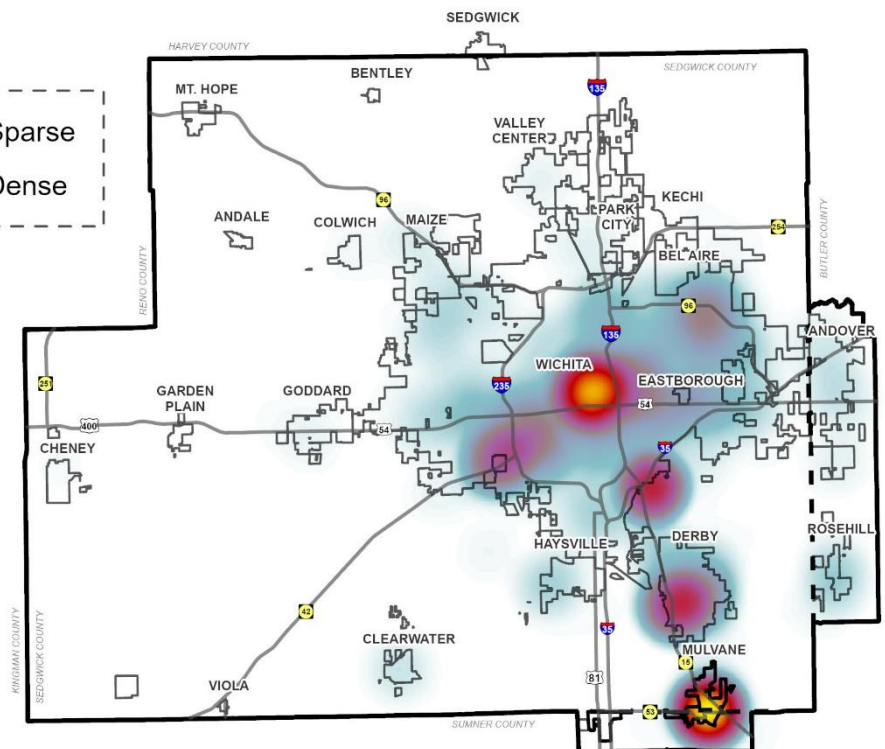 SEDGWICK
HARVEY COUNTY
SEDGWICK COUNTY
BENTLEY
MT. HOPE
135
Sparse
Dense
VALLEY
CENTER
96
KECHI
ANDALE
COLWICH
MAIZE
PARK
CITY
254
BEL AIRE
BUTLER COUNTY
RENO COUNTY
96
135
ANDOVER
WICHITA
251
235
EASTBOROUGH
GARDEN
PLAIN
GODDARD
54
400
54
CHENEY
35
HAYSVILLE
DERBY
ROSEHILL
42
35
KINGMAN COUNTY
SEDGWICK COUNTY
CLEARWATER
MULVANE
15
81
VIOLA
53
SUMNER COUNTY